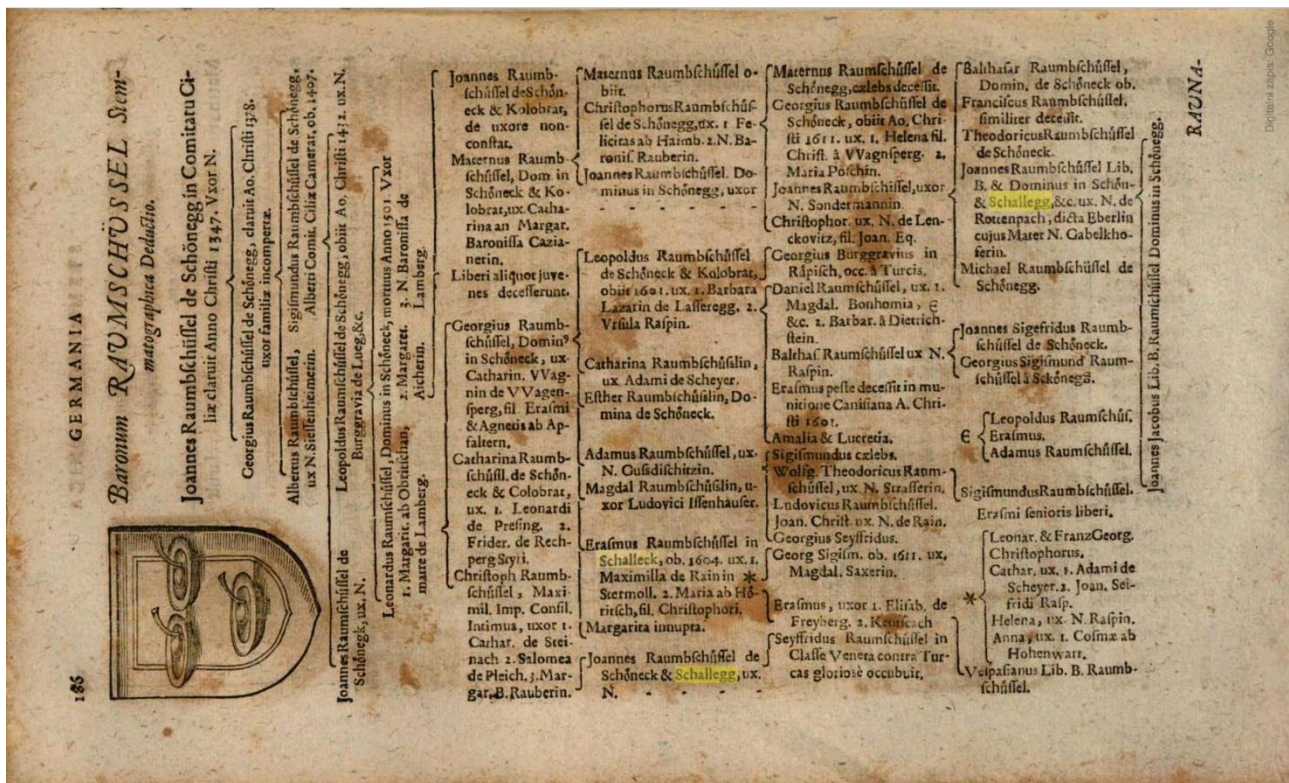 186
GERMANIA
Baronum RAUMSCHÜSSEL Stem-
matographica Deductio.
Joannes Raumbschüssel de Schönegg in Comitatu Ci-
liæ claruit Anno Christi 1347. Vxor N.
Georgius Raumbschüssel de Schönegg, claruit Ao. Christi 1378.
uxor familiæ incompertæ.
Albertus Raumbschüssel, Sigismundus Raumbschüssel de Schönegg,
ux N. Alberti Comit. Ciliæ Camerar, ob. 1407.
Joannes Raumschüssel de
Schönegk, ux, N.
Leopoldus Raumschüssel de Schönegg, obiit Ao. Christi 1432. ux. N.
Burggravia de Lueg, &c.
Leonardus Raumschüssel, Dominus in Schöneck, mortuus Anno 1501 Vxor
1. Margarit. ab Obritschan, 2. Margaret. 3. N. Baronissa de
matre de Lamberg. Aicherin. Lamberg
Joannes Raumb-
schüssel de Schön-
eck & Kolobrat,
de uxore non-
constat.
Maternus Raumb-
schüssel, Dom in
Schöneck & Ko-
lobrat, ux. Catha-
rina an Margar.
Baronissa Cazia-
nerin.
Liberi aliquot juve-
nes decesserunt.
Georgius Raumb-
schüssel, Domin⁹
in Schöneck, ux.
Catharin. VVag-
nin de VVagen-
sperg, fil. Erasmi
& Agnetis ab Ap-
faltern.
Catharina Raumb-
schüssil. de Schön-
eck & Colobrat,
ux. 1. Leonardi
de Presing. 2.
Frider. de Rech-
perg Styri.
Christoph Raumb-
schüssel, Maxi-
mil. Imp. Consil.
Intimus, uxor 1.
Cathar. de Stei-
nach 2. Salomea
de Pleich. 3. Mar-
gar. B. Rauberin.
Maternus Raumbschüssel o-
biit.
Christophorus Raumbschüs-
sel de Schönegg, ux. 1 Fe-
licitas ab Haimb. 2. N. Ba-
ronis. Rauberin.
Joannes Raumbschüssel. Do-
minus in Schönegg, uxor
- - - - -
Leopoldus Raumbschüssel
de Schöneck & Kolobrat,
obiit 1601. ux. 1. Barbara
Lazarin de Lasseregg. 2.
Vrsula Raspin.
Catharina Raumbschüsslin,
ux. Adami de Scheyer.
Esther Raumbschüsslin, Do-
mina de Schöneck.
Adamus Raumbschüssel, ux.
N. Gusdischitzin.
Magdal Raumbschüsslin, u-
xor Ludovici Issenhauser.
Erasmus Raumbschüssel in
Schalleck, ob. 1604. ux. 1.
Maximilla de Rain in *
Stermoll. 2. Maria ab Hö-
ritsch, fil. Christophori.
Margarita innupta.
Joannes Raumbschüssel de
Schöneck & Schallegg, ux.
N. - - - -
Maternus Raumschüssel de
Schönegg, cælebs decessit.
Georgius Raumbschüssel de
Schöneck, obiit Ao. Chri-
sti 1611. ux. 1. Helena fil.
Christ. à VVagnsperg. 2.
Maria Poschin.
Joannes Raumbschüssel, uxor
N. Sondermannin.
Christophor. ux. N. de Len-
ckovitz, fil. Joan. Eq.
Georgius Burggravius in
Räpisch, occ. à Turcis.
Daniel Raumbschüssel, ux. 1.
Magdal. Bonhomia, ∈
&c. 2. Barbar. à Dietrich-
stein.
Balthas. Raumbschüssel ux N.
Raspin.
Erasmus peste decessit in mu-
nitione Canisiana A. Chri-
sti 1601.
Amalia & Lucretia.
Sigismundus cælebs.
Wolfg. Theodoricus Raum-
schüssel, ux N. Strasserin.
Ludovicus Raumbschüssel.
Joan. Christ. ux. N. de Rain.
Georgius Seyffridus.
Georg Sigism. ob. 1611. ux,
Magdal. Saxerin.
Erasmus, uxor 1. Elisab. de
Freyberg. 2.
Seyffridus Raumschüssel in
Classe Veneta contra Tur-
cas gloriosè occubuit.
Balthasar Raumbschüssel,
Domin. de Schöneck ob.
Franciscus Raumbschüssel,
similiter decessit.
Theodoricus Raumbschüssel
de Schöneck.
Joannes Raumbschüssel Lib.
B. & Dominus in Schön-
& Schallegg, &c. ux. N. de
Rottenpach, dicta Eberlin
cujus Mater N. Gabelkho-
ferin.
Michael Raumbschüssel de
Schönegg.
Joannes Sigefridus Raumb-
schüssel de Schöneck.
Georgius Sigismund Raum-
schüssel à Schönegg.
∈ Leopoldus Raumschüs.
Erasmus.
Adamus Raumschüssel.
Sigismundus Raumbschüssel.
Erasmi senioris liberi.
* Leonar. & Franz Georg.
Christophorus.
Cathar. ux. 1. Adami de
Scheyer. 2. Joan. Sei-
fridi Rasp.
Helena, ux. N. Raspin.
Anna, ux. 1. Cosmæ ab
Hohenwart.
Vespasianus Lib. B. Raumb-
schüssel.
Joannes Jacobus Lib. B. Raumschüssel Dominus in Schönegg.
RAUNA-
Digitalni zapis: Google